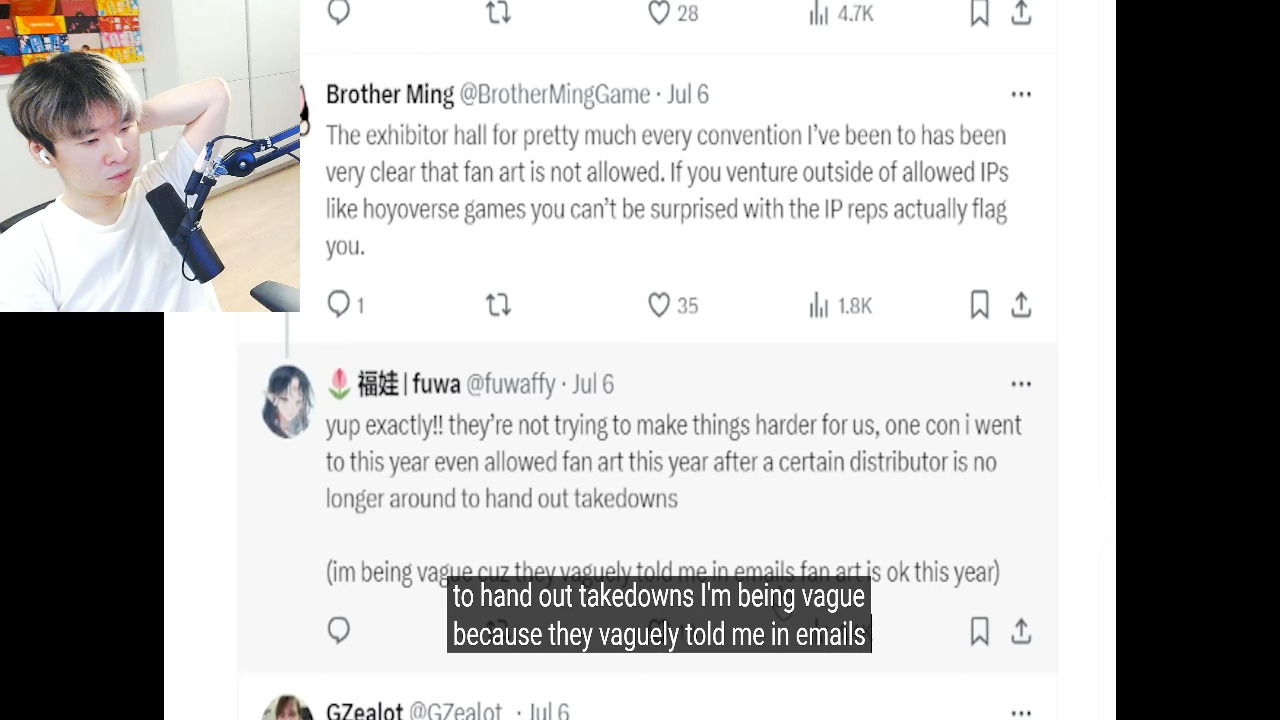 28
4.7K
Brother Ming @BrotherMingGame · Jul 6
The exhibitor hall for pretty much every convention I’ve been to has been
very clear that fan art is not allowed. If you venture outside of allowed IPs
like hoyoverse games you can’t be surprised with the IP reps actually flag
you.
1
35
1.8K
福娃 | fuwa @fuwaffy · Jul 6
yup exactly!! they’re not trying to make things harder for us, one con i went
to this year even allowed fan art this year after a certain distributor is no
longer around to hand out takedowns
(im being vague cuz they vaguely told me in emails fan art is ok this year)
to hand out takedowns I'm being vague
because they vaguely told me in emails
GZealot @GZealot_ · Jul 6